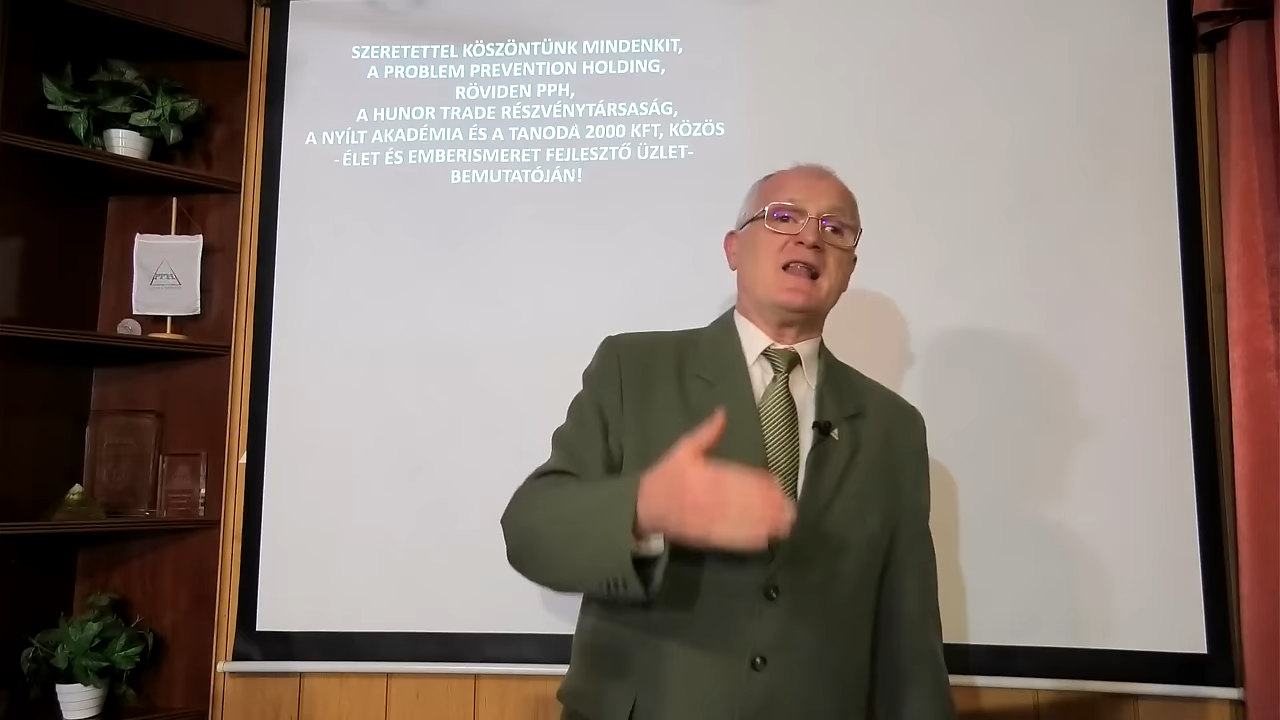 SZERETETTEL KÖSZÖNTÜNK MINDENKIT,
A PROBLEM PREVENTION HOLDING,
RÖVIDEN PPH,
A HUNOR TRADE RÉSZVÉNYTÁRSASÁG,
A NYÍLT AKADÉMIA ÉS A TANODA 2000 KFT, KÖZÖS
- ÉLET ÉS EMBERISMERET FEJLESZTŐ ÜZLET-
BEMUTATÓJÁN!